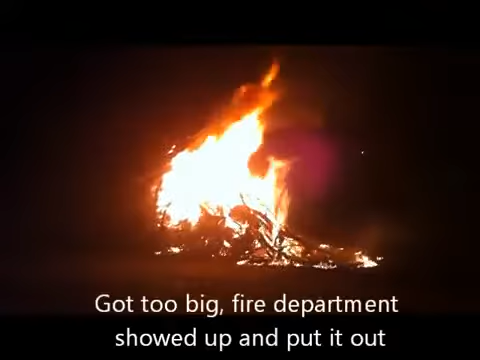 Got too big, fire department
showed up and put it out